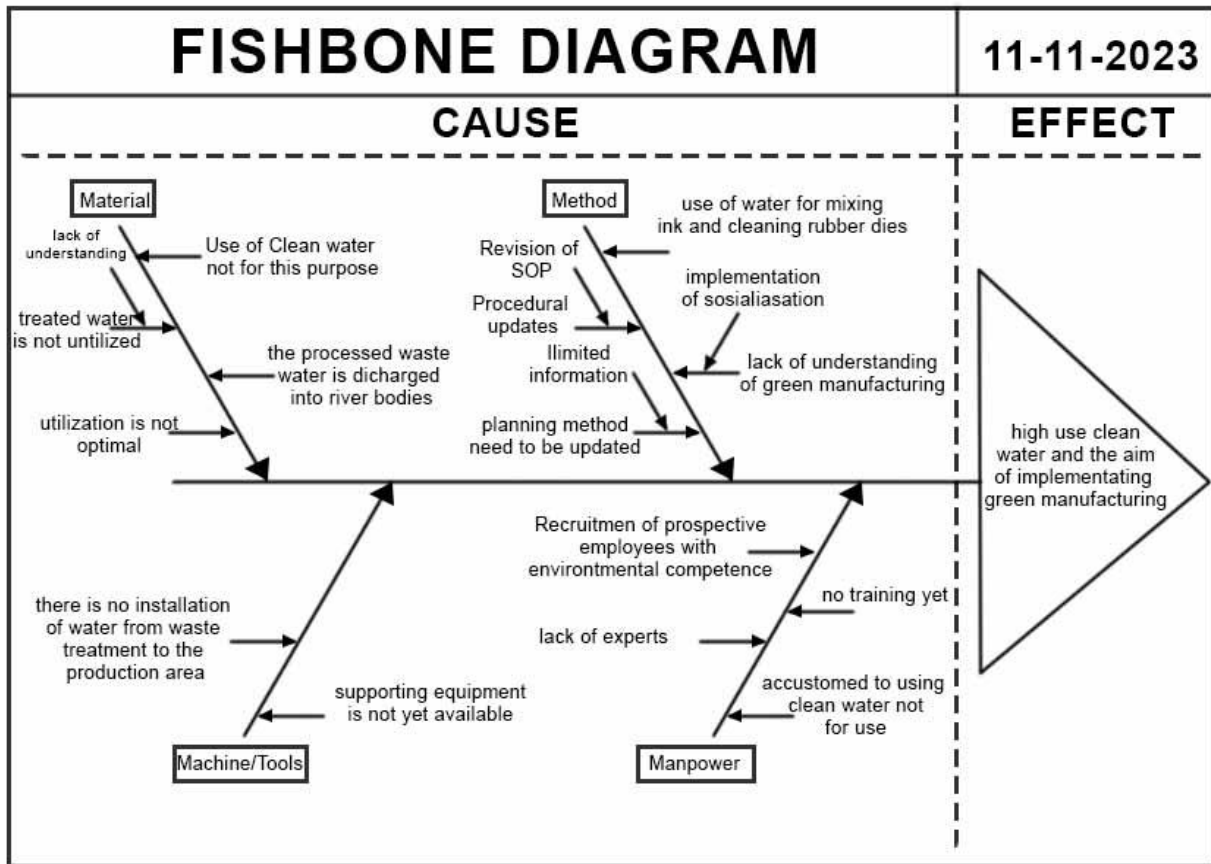 FISHBONE DIAGRAM
11-11-2023
CAUSE
EFFECT
Material
lack of
understanding
Use of Clean water
not for this purpose
treated water
is not untilized
the processed waste
water is dicharged
into river bodies
utilization is not
optimal
Method
use of water for mixing
ink and cleaning rubber dies
Revision of
SOP
Procedural
updates
implementation
of sosialiasation
Ilimited
information
lack of understanding
of green manufacturing
planning method
need to be updated
high use clean
water and the aim
of implementating
green manufacturing
there is no installation
of water from waste
treatment to the
production area
supporting equipment
is not yet available
Machine/Tools
Recruitmen of prospective
employees with
environtmental competence
no training yet
lack of experts
accustomed to using
clean water not
for use
Manpower